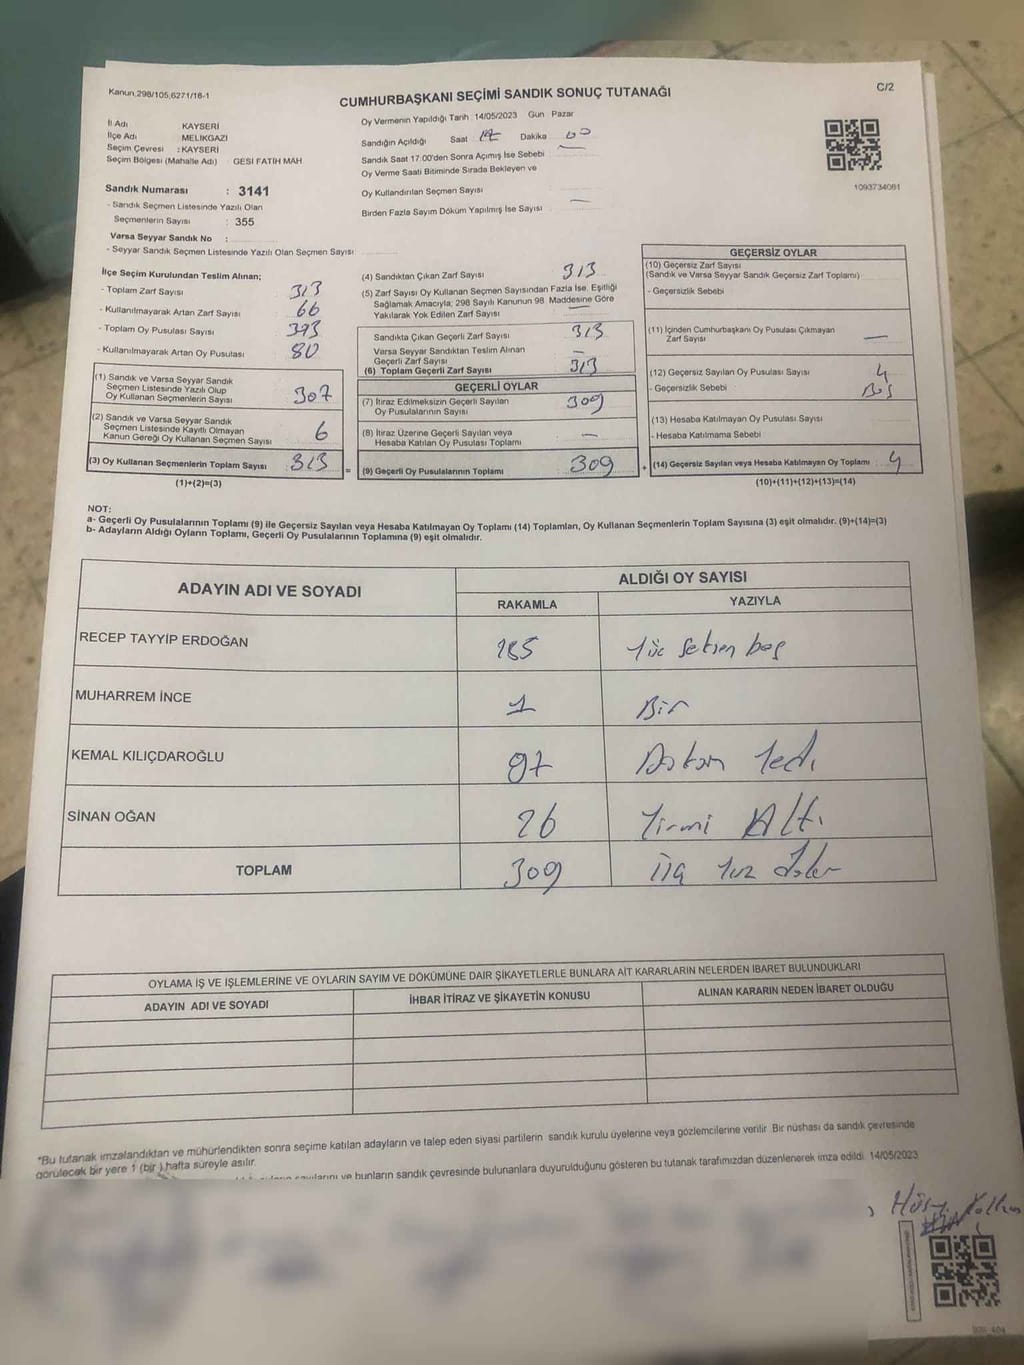 Kanun,298/105,6271/16-1
C/2
CUMHURBAŞKANI SEÇİMİ SANDIK SONUÇ TUTANAĞI
İl Adı KAYSERİ
İlçe Adı MELİKGAZİ
Seçim Çevresi : KAYSERİ
Seçim Bölgesi (Mahalle Adı) GESİ FATİH MAH
Sandık Numarası : 3141
- Sandık Seçmen Listesinde Yazılı Olan
Seçmenlerin Sayısı : 355
Varsa Seyyar Sandık No :
- Seyyar Sandık Seçmen Listesinde Yazılı Olan Seçmen Sayısı
Oy Vermenin Yapıldığı Tarih 14/05/2023 Gun Pazar
Sandığın Açıldığı Saat 17 Dakika 00
Sandık Saat 17.00'den Sonra Açımış İse Sebebi —
Oy Verme Saati Bitiminde Sırada Bekleyen ve
Oy Kullandırılan Seçmen Sayısı
Birden Fazla Sayım Döküm Yapılmış İse Sayısı —
1093734081
İlçe Seçim Kurulundan Teslim Alınan;
- Toplam Zarf Sayısı 313
- Kullanılmayarak Artan Zarf Sayısı 66
- Toplam Oy Pusulası Sayısı 393
- Kullanılmayarak Artan Oy Pusulası 80
(1) Sandık ve Varsa Seyyar Sandık
Seçmen Listesinde Yazılı Olup
Oy Kullanan Seçmenlerin Sayısı 307
(2) Sandık ve Varsa Seyyar Sandık
Seçmen Listesinde Kayıtlı Olmayan
Kanun Gereği Oy Kullanan Seçmen Sayısı 6
(3) Oy Kullanan Seçmenlerin Toplam Sayısı 313 =
(1)+(2)=(3)
(4) Sandıktan Çıkan Zarf Sayısı 313
(5) Zarf Sayısı Oy Kullanan Seçmen Sayısından Fazla İse, Eşitliği
Sağlamak Amacıyla; 298 Sayılı Kanunun 98. Maddesine Göre
Yakılarak Yok Edilen Zarf Sayısı —
Sandıkta Çıkan Geçerli Zarf Sayısı 313
Varsa Seyyar Sandıktan Teslim Alınan
Geçerli Zarf Sayısı —
(6) Toplam Geçerli Zarf Sayısı 313
GEÇERLİ OYLAR
(7) İtiraz Edilmeksizin Geçerli Sayılan
Oy Pusulalarının Sayısı 309
(8) İtiraz Üzerine Geçerli Sayılan veya
Hesaba Katılan Oy Pusulası Toplamı —
(9) Geçerli Oy Pusulalarının Toplamı 309 +
GEÇERSİZ OYLAR
(10) Geçersiz Zarf Sayısı
(Sandık ve Varsa Seyyar Sandık Geçersiz Zarf Toplamı)
- Geçersizlik Sebebi
(11) İçinden Cumhurbaşkanı Oy Pusulası Çıkmayan
Zarf Sayısı —
(12) Geçersiz Sayılan Oy Pusulası Sayısı 4
- Geçersizlik Sebebi Boş
(13) Hesaba Katılmayan Oy Pusulası Sayısı
- Hesaba Katılmama Sebebi
(14) Geçersiz Sayılan veya Hesaba Katılmayan Oy Toplamı 4
(10)+(11)+(12)+(13)=(14)
NOT:
a- Geçerli Oy Pusulalarının Toplamı (9) ile Geçersiz Sayılan veya Hesaba Katılmayan Oy Toplamı (14) Toplamları, Oy Kullanan Seçmenlerin Toplam Sayısına (3) eşit olmalıdır. (9)+(14)=(3)
b- Adayların Aldığı Oyların Toplamı, Geçerli Oy Pusulalarının Toplamına (9) eşit olmalıdır.
ADAYIN ADI VE SOYADI ALDIĞI OY SAYISI
RAKAMLA YAZIYLA
RECEP TAYYİP ERDOĞAN 185 Yüz Seksen beş
MUHARREM İNCE 1 Bir
KEMAL KILIÇDAROĞLU 97 Doksan Yedi
SİNAN OĞAN 26 Yirmi Altı
TOPLAM 309 Üç Yüz Dokuz
OYLAMA İŞ VE İŞLEMLERİNE VE OYLARIN SAYIM VE DÖKÜMÜNE DAİR ŞİKAYETLERLE BUNLARA AİT KARARLARIN NELERDEN İBARET BULUNDUKLARI
ADAYIN ADI VE SOYADI İHBAR İTİRAZ VE ŞİKAYETİN KONUSU ALINAN KARARIN NEDEN İBARET OLDUĞU
*Bu tutanak imzalandıktan ve mühürlendikten sonra seçime katılan adayların ve talep eden siyasi partilerin sandık kurulu üyelerine veya gözlemcilerine verilir. Bir nüshası da sandık çevresinde
görülecek bir yere 1 (bir) hafta süreyle asılır.
sayılarını ve bunların sandık çevresinde bulunanlara duyurulduğunu gösteren bu tutanak tarafımızdan düzenlenerek imza edildi. 14/05/2023